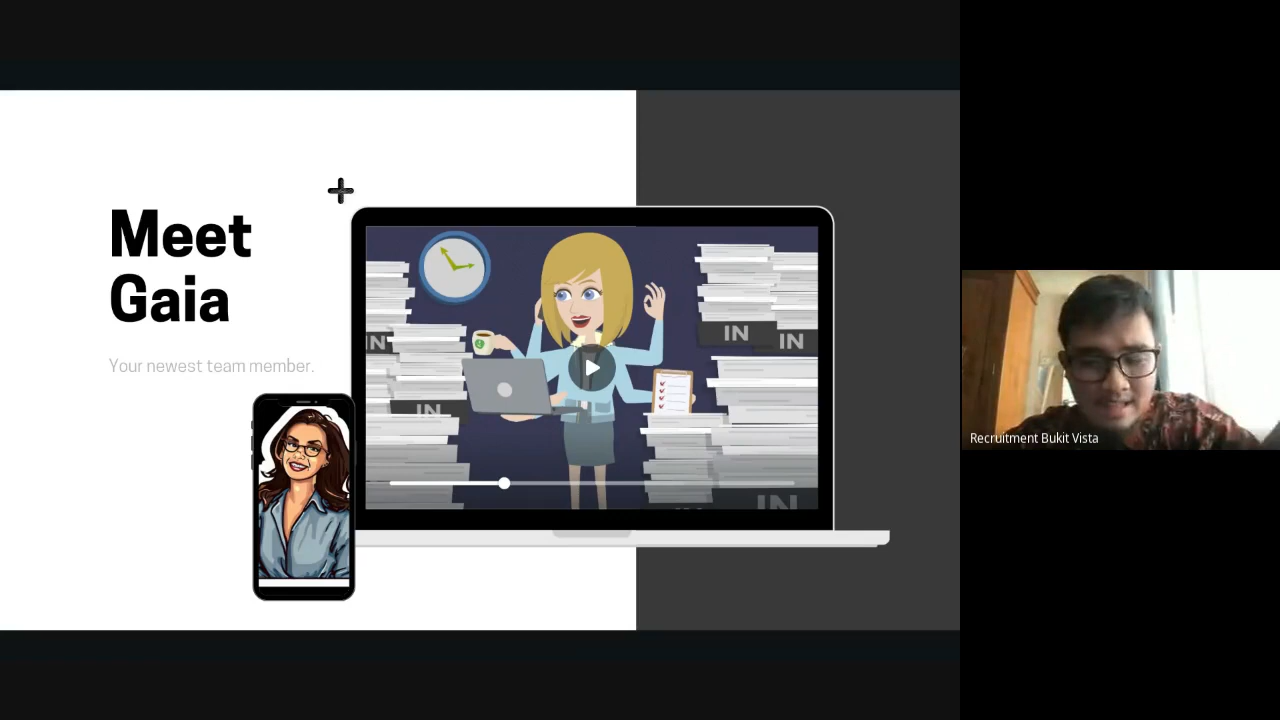 Meet
Gaia
Your newest team member.
IN
IN
IN
IN
IN
Recruitment Bukit Vista